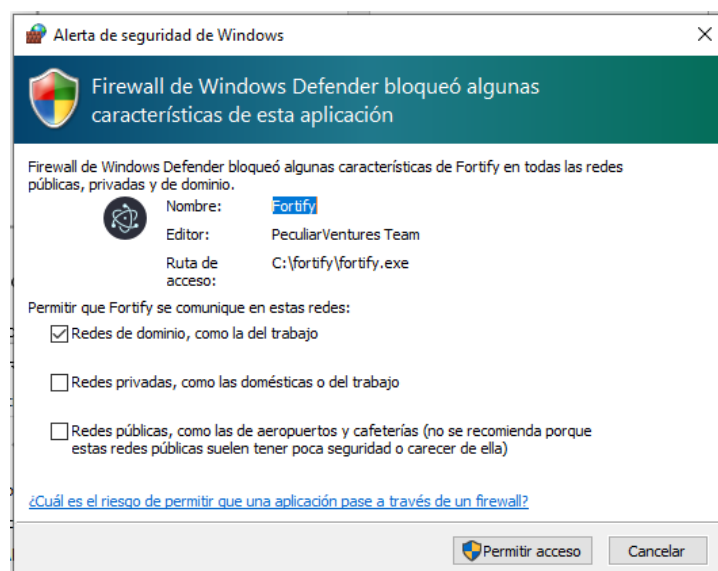 Alerta de seguridad de Windows
Firewall de Windows Defender bloqueó algunas
características de esta aplicación
Firewall de Windows Defender bloqueó algunas características de Fortify en todas las redes
públicas, privadas y de dominio.
Nombre: Fortify
Editor: PeculiarVentures Team
Ruta de acceso: C:\fortify\fortify.exe
Permitir que Fortify se comunique en estas redes:
Redes de dominio, como la del trabajo
Redes privadas, como las domésticas o del trabajo
Redes públicas, como las de aeropuertos y cafeterías (no se recomienda porque
estas redes públicas suelen tener poca seguridad o carecer de ella)
¿Cuál es el riesgo de permitir que una aplicación pase a través de un firewall?
Permitir acceso Cancelar